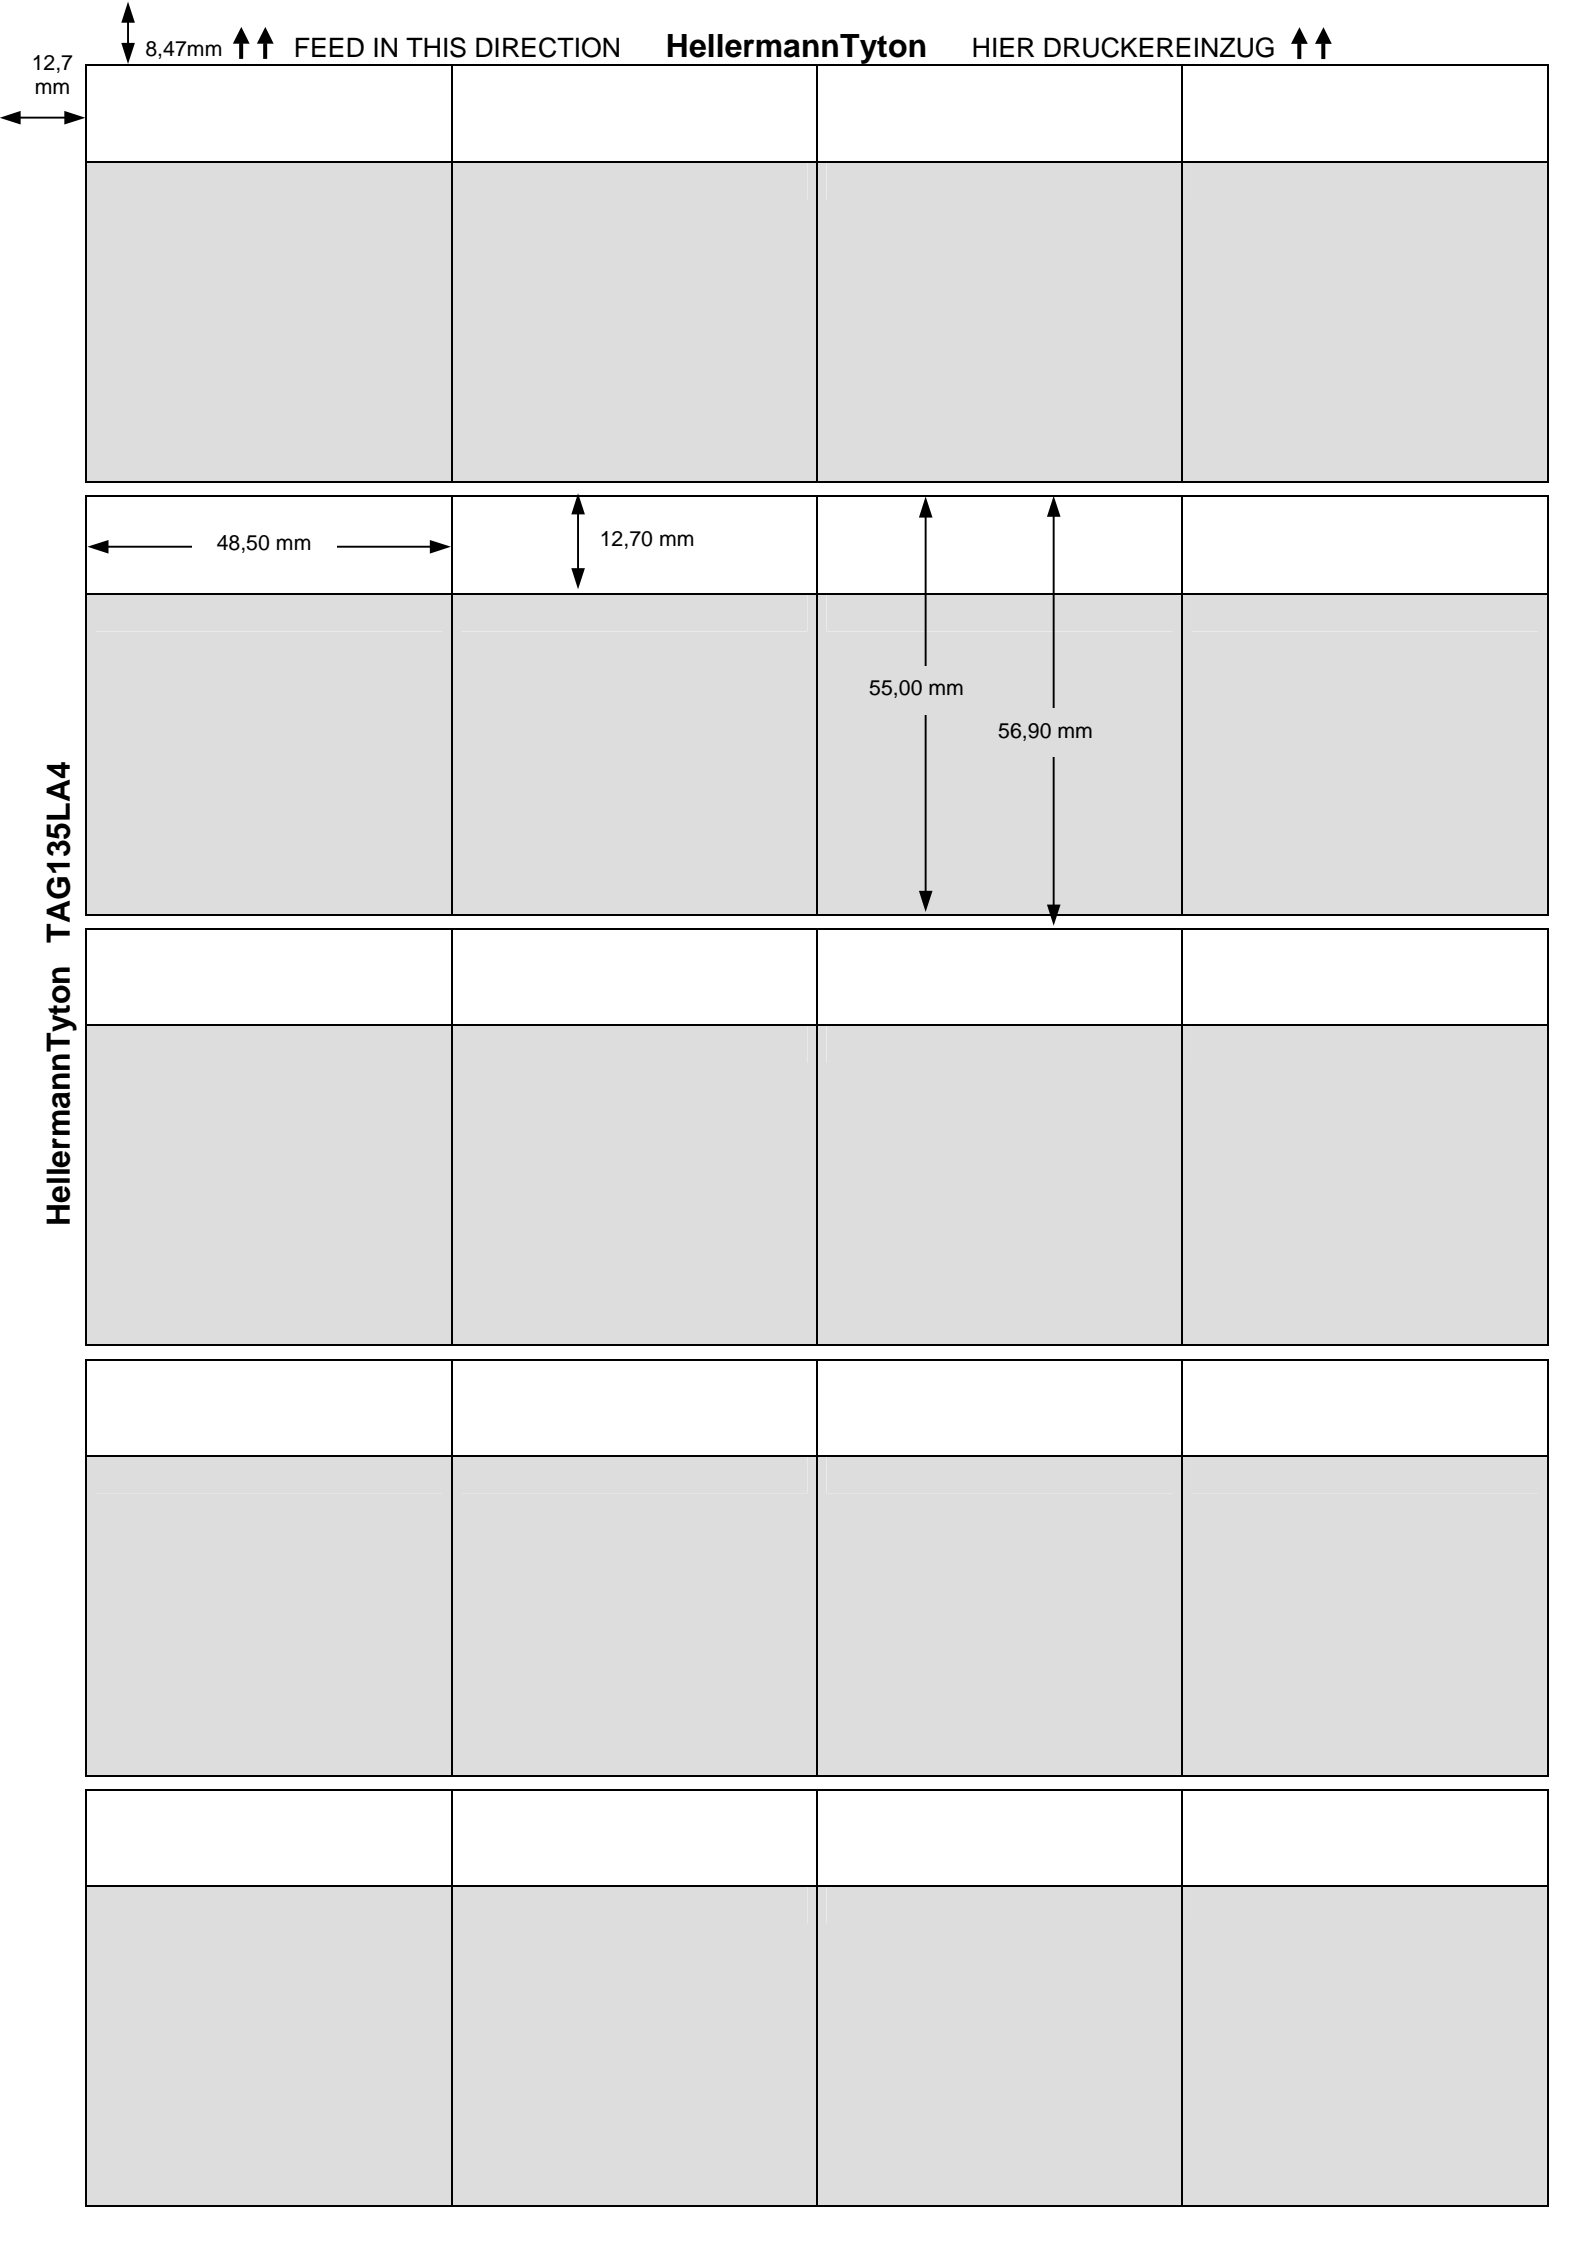 8,47mm FEED IN THIS DIRECTION HellermannTyton HIER DRUCKEREINZUG
12,7
mm
48,50 mm
12,70 mm
55,00 mm
56,90 mm
HellermannTyton TAG135LA4